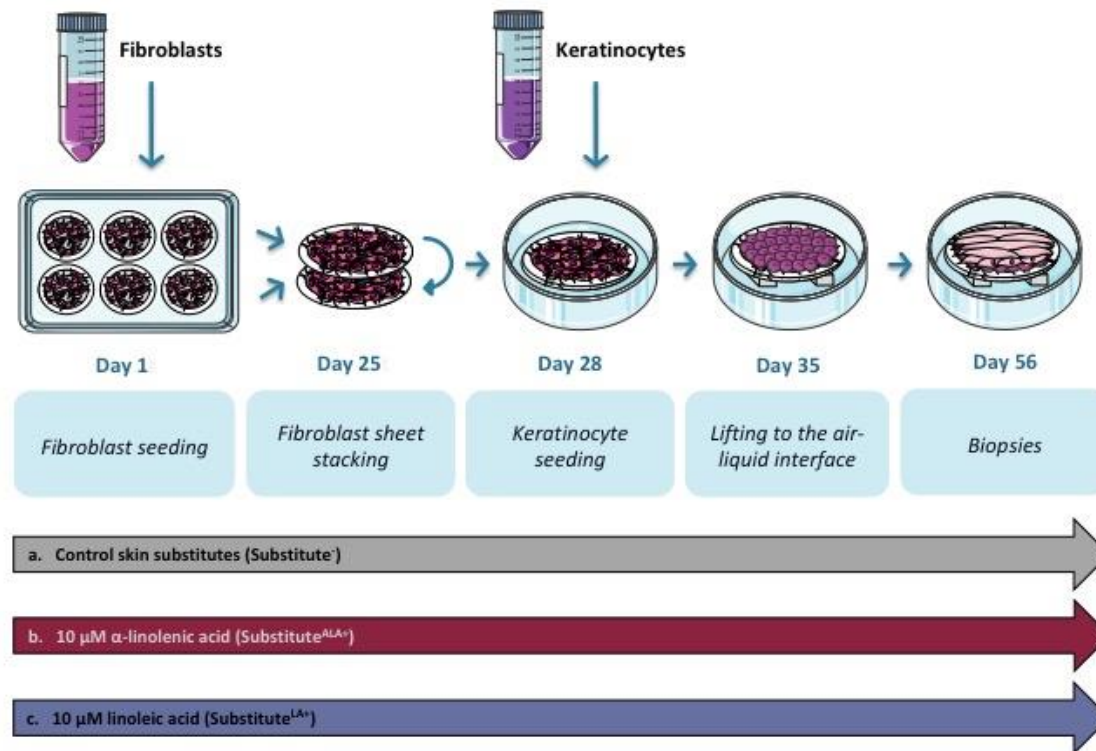 Fibroblasts
Keratinocytes
Day 1
Day 25
Day 28
Day 35
Day 56
Fibroblast seeding
Fibroblast sheet
stacking
Keratinocyte
seeding
Lifting to the air-
liquid interface
Biopsies
a. Control skin substitutes (Substitute⁻)
b. 10 μM α-linolenic acid (Substituteᴬᴸᴬ⁺)
c. 10 μM linoleic acid (Substituteᴸᴬ⁺)